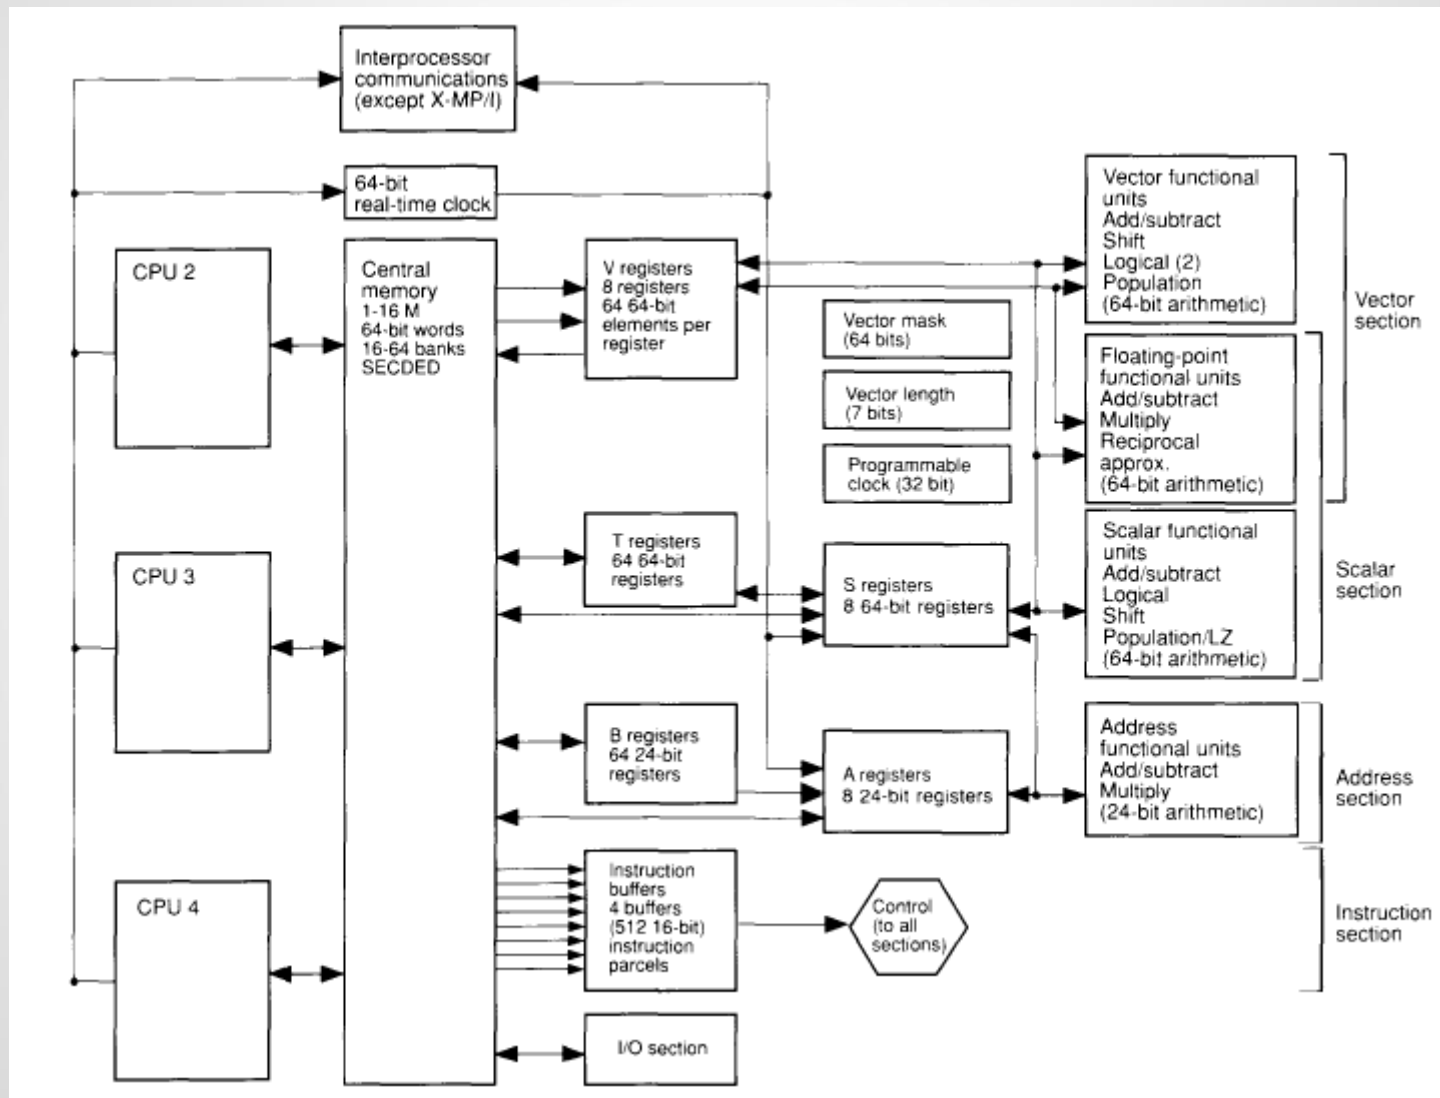 Interprocessor
communications
(except X-MP/I)
64-bit
real-time clock
CPU 2
CPU 3
CPU 4
Central
memory
1-16 M
64-bit words
16-64 banks
SECDED
V registers
8 registers
64 64-bit
elements per
register
T registers
64 64-bit
registers
B registers
64 24-bit
registers
Instruction
buffers
4 buffers
(512 16-bit)
instruction
parcels
I/O section
Vector mask
(64 bits)
Vector length
(7 bits)
Programmable
clock (32 bit)
S registers
8 64-bit registers
A registers
8 24-bit registers
Control
(to all
sections)
Vector functional
units
Add/subtract
Shift
Logical (2)
Population
(64-bit arithmetic)
Floating-point
functional units
Add/subtract
Multiply
Reciprocal
approx.
(64-bit arithmetic)
Scalar functional
units
Add/subtract
Logical
Shift
Population/LZ
(64-bit arithmetic)
Address
functional units
Add/subtract
Multiply
(24-bit arithmetic)
Vector
section
Scalar
section
Address
section
Instruction
section